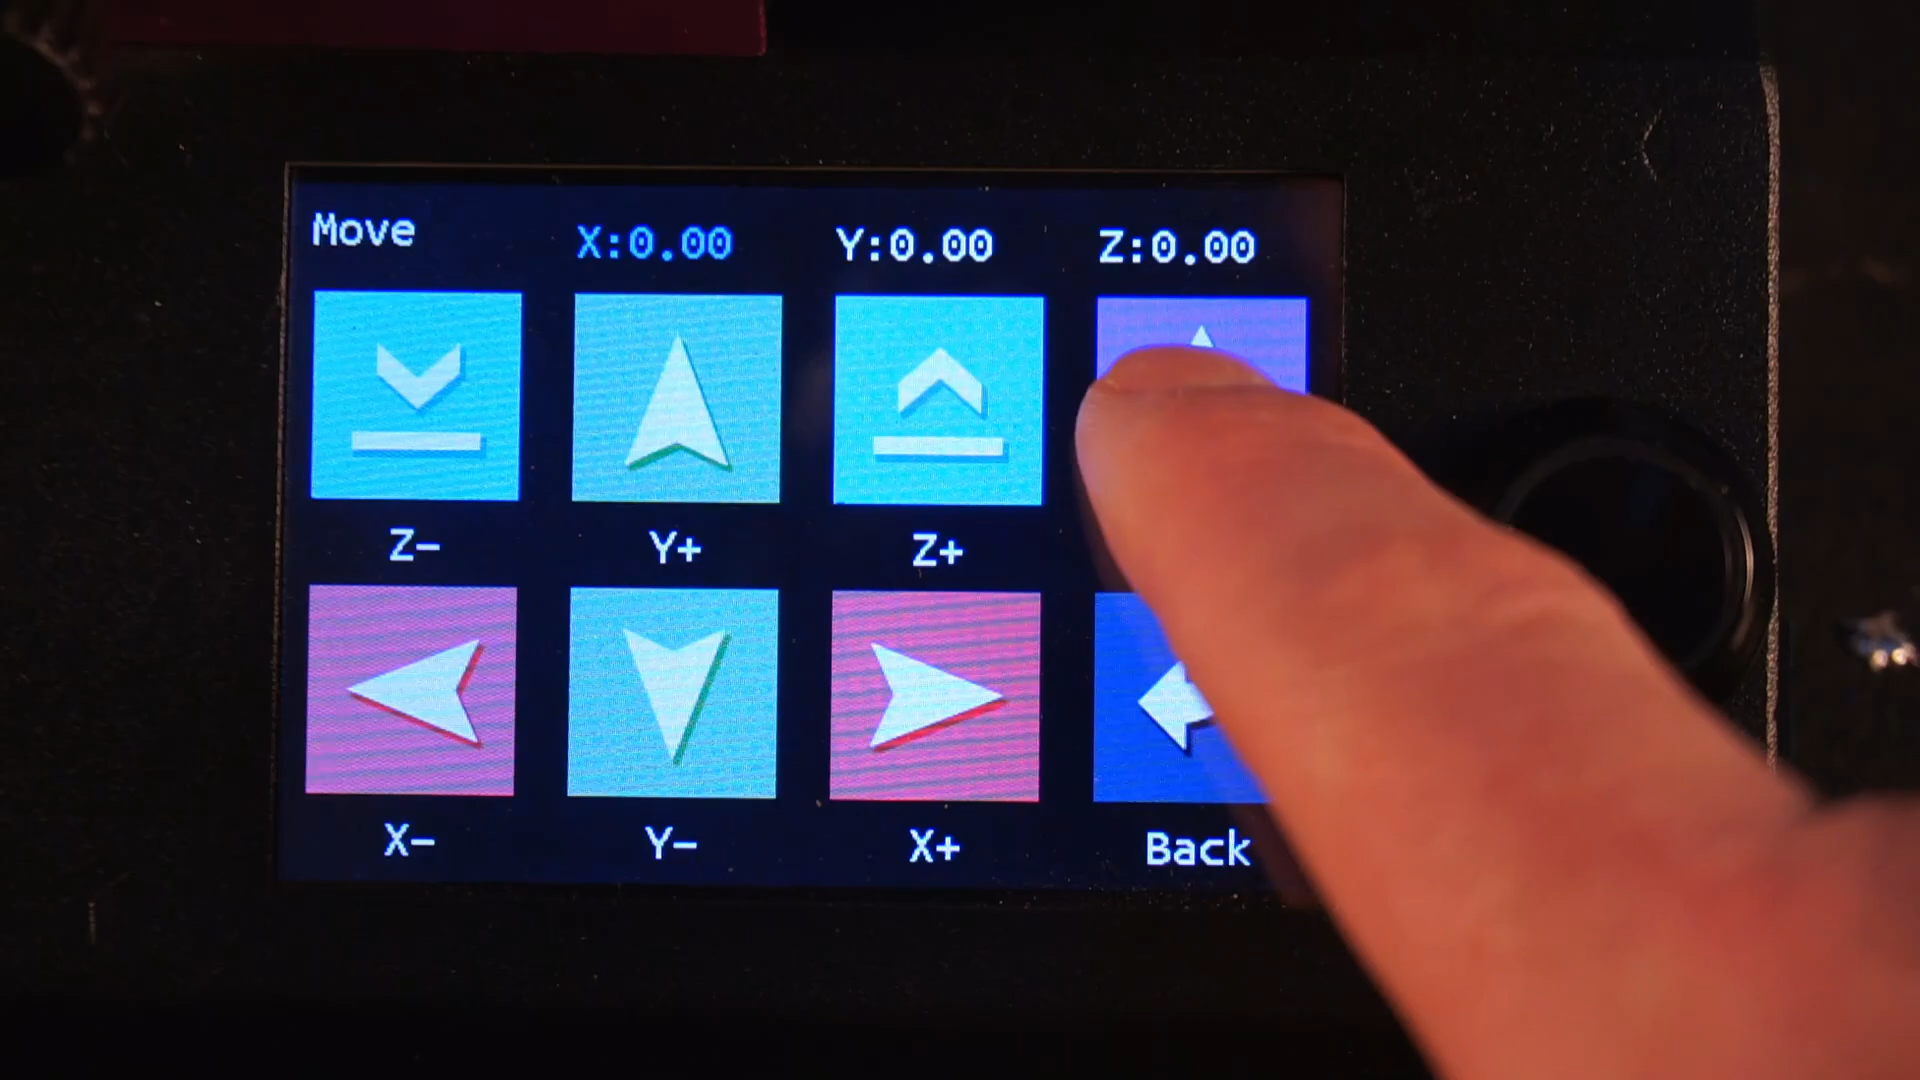 Move X:0.00 Y:0.00 Z:0.00
Z- Y+ Z+
X- Y- X+ Back